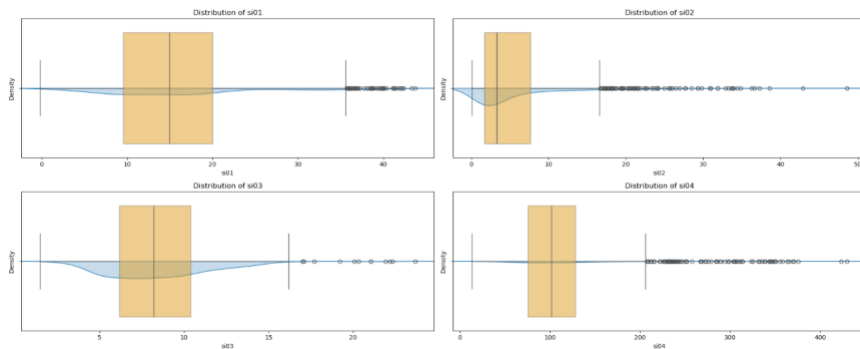 Distribution of si01
Density
0 10 20 30 40
si01
Distribution of si02
Density
0 10 20 30 40 50
si02
Distribution of si03
Density
5 10 15 20
si03
Distribution of si04
Density
0 100 200 300 400
si04